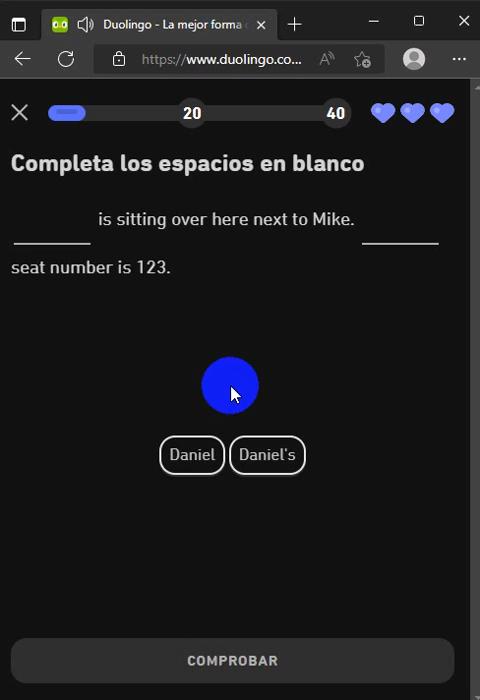 Duolingo - La mejor forma
https://www.duolingo.co...
20
40
Completa los espacios en blanco
is sitting over here next to Mike.
seat number is 123.
Daniel
Daniel's
COMPROBAR